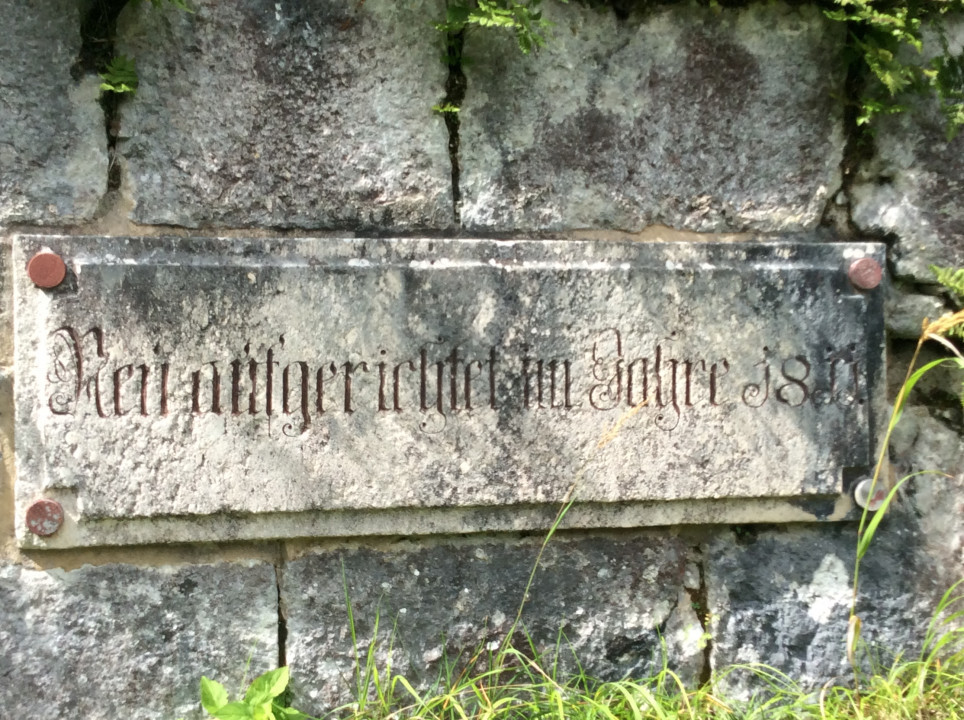 Neu aufgerichtet im Jahre